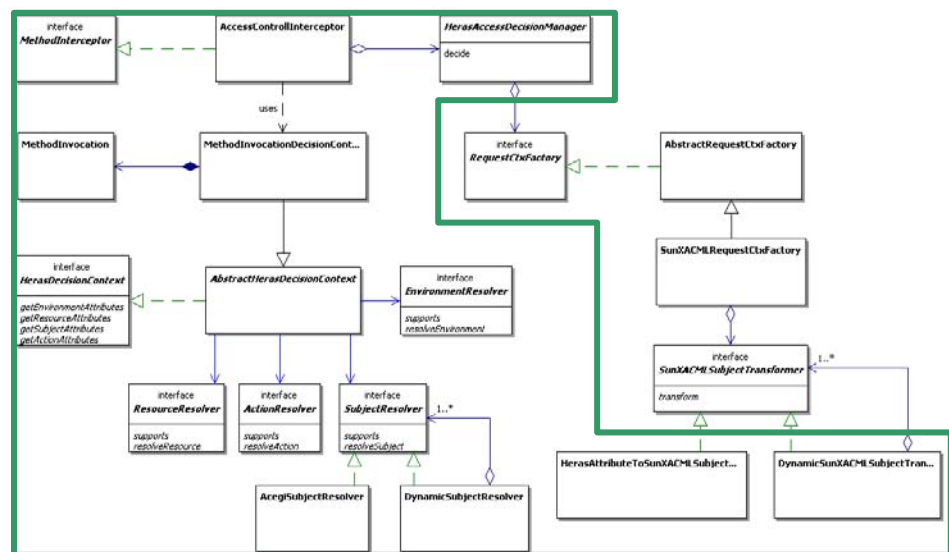 interface
MethodInterceptor
AccessControllInterceptor
HerasAccessDecisionManager
decide
uses
MethodInvocation
MethodInvocationDecisionCont...
interface
RequestCtxFactory
AbstractRequestCtxFactory
SunXACMLRequestCtxFactory
interface
HerasDecisionContext
getEnvironmentAttributes
getResourceAttributes
getSubjectAttributes
getActionAttributes
AbstractHerasDecisionContext
interface
EnvironmentResolver
supports
resolveEnvironment
interface
SunXACMLSubjectTransformer
transform
1..*
interface
ResourceResolver
supports
resolveResource
interface
ActionResolver
supports
resolveAction
interface
SubjectResolver
supports
resolveSubject
1..*
HerasAttributeToSunXACMLSubject...
DynamicSunXACMLSubjectTran...
AcegiSubjectResolver
DynamicSubjectResolver